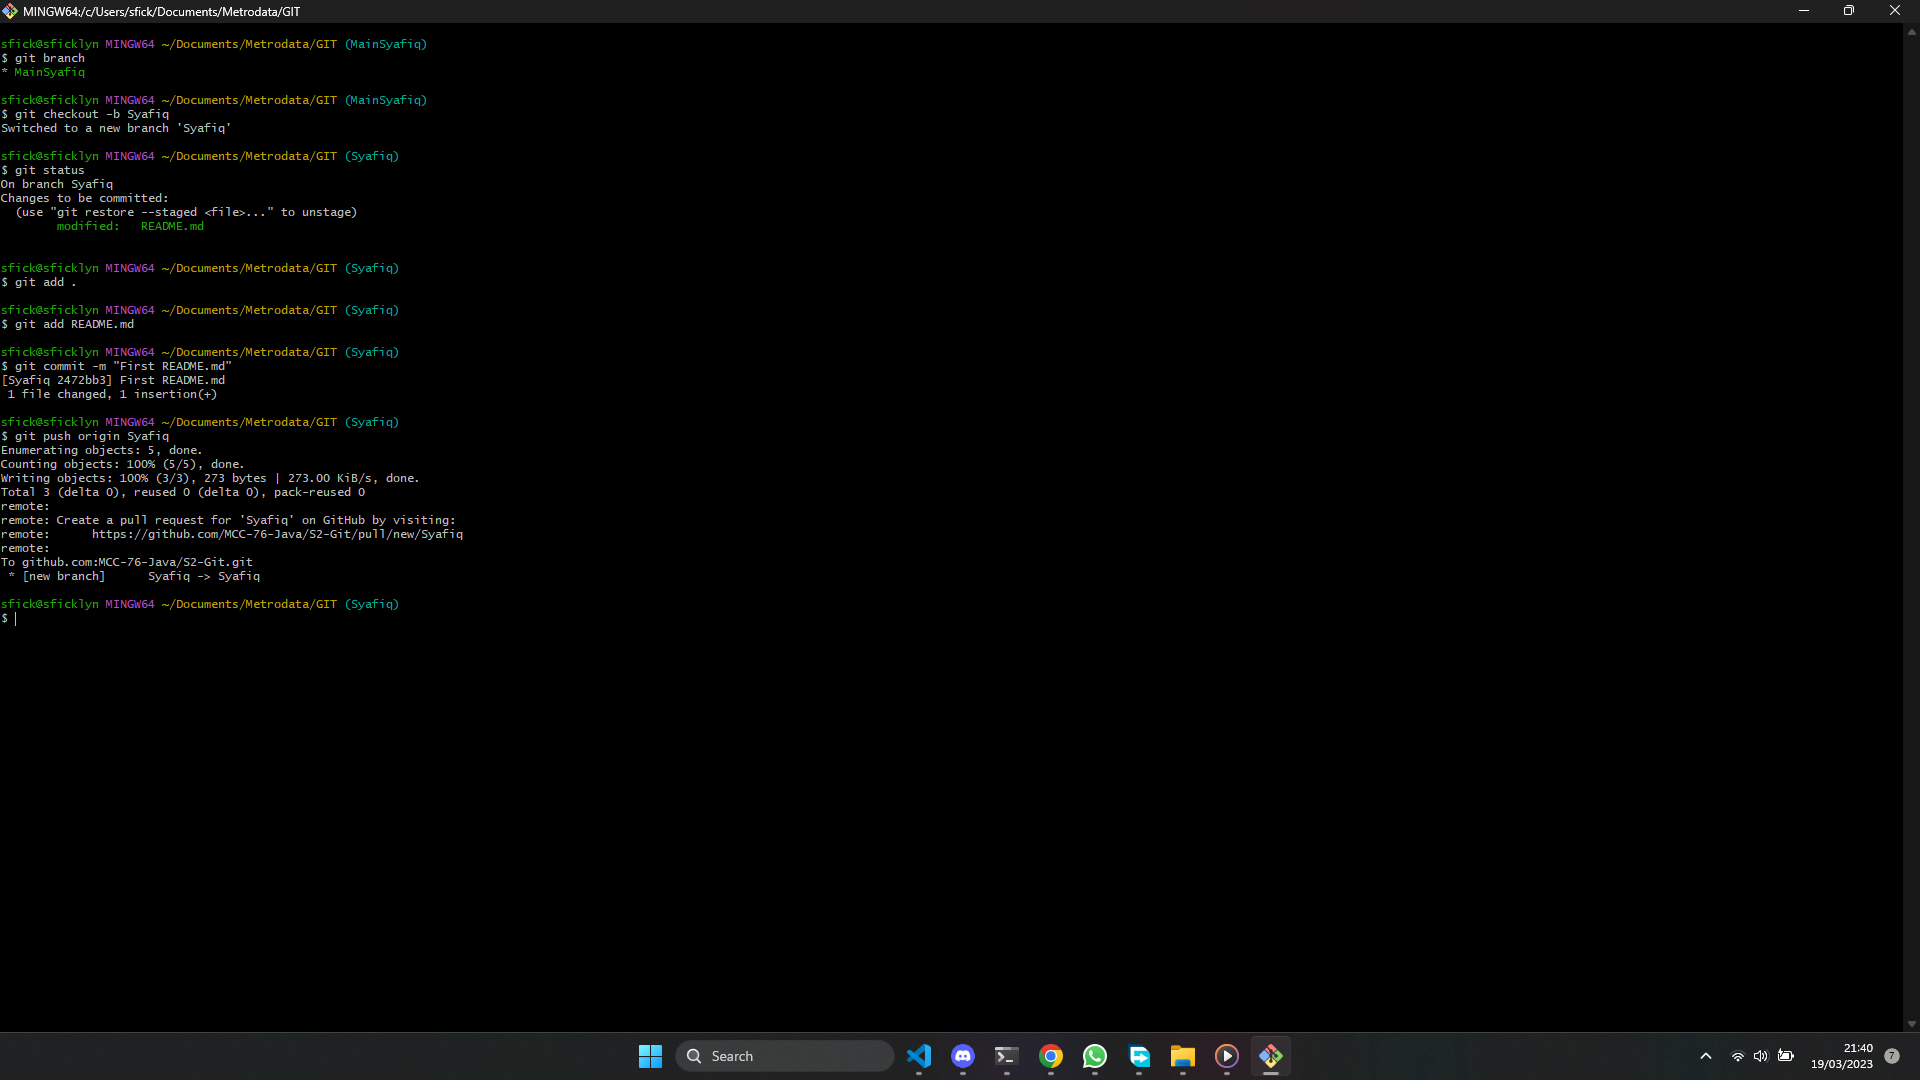 MINGW64:/c/Users/sfick/Documents/Metrodata/GIT
sfick@sficklyn MINGW64 ~/Documents/Metrodata/GIT (MainSyafiq)
$ git branch
* MainSyafiq
sfick@sficklyn MINGW64 ~/Documents/Metrodata/GIT (MainSyafiq)
$ git checkout -b Syafiq
Switched to a new branch 'Syafiq'
sfick@sficklyn MINGW64 ~/Documents/Metrodata/GIT (Syafiq)
$ git status
On branch Syafiq
Changes to be committed:
  (use "git restore --staged <file>..." to unstage)
        modified:   README.md
sfick@sficklyn MINGW64 ~/Documents/Metrodata/GIT (Syafiq)
$ git add .
sfick@sficklyn MINGW64 ~/Documents/Metrodata/GIT (Syafiq)
$ git add README.md
sfick@sficklyn MINGW64 ~/Documents/Metrodata/GIT (Syafiq)
$ git commit -m "First README.md"
[Syafiq 2472bb3] First README.md
 1 file changed, 1 insertion(+)
sfick@sficklyn MINGW64 ~/Documents/Metrodata/GIT (Syafiq)
$ git push origin Syafiq
Enumerating objects: 5, done.
Counting objects: 100% (5/5), done.
Writing objects: 100% (3/3), 273 bytes | 273.00 KiB/s, done.
Total 3 (delta 0), reused 0 (delta 0), pack-reused 0
remote:
remote: Create a pull request for 'Syafiq' on GitHub by visiting:
remote:      https://github.com/MCC-76-Java/S2-Git/pull/new/Syafiq
remote:
To github.com:MCC-76-Java/S2-Git.git
 * [new branch]      Syafiq -> Syafiq
sfick@sficklyn MINGW64 ~/Documents/Metrodata/GIT (Syafiq)
$
Search
21:40
19/03/2023
7